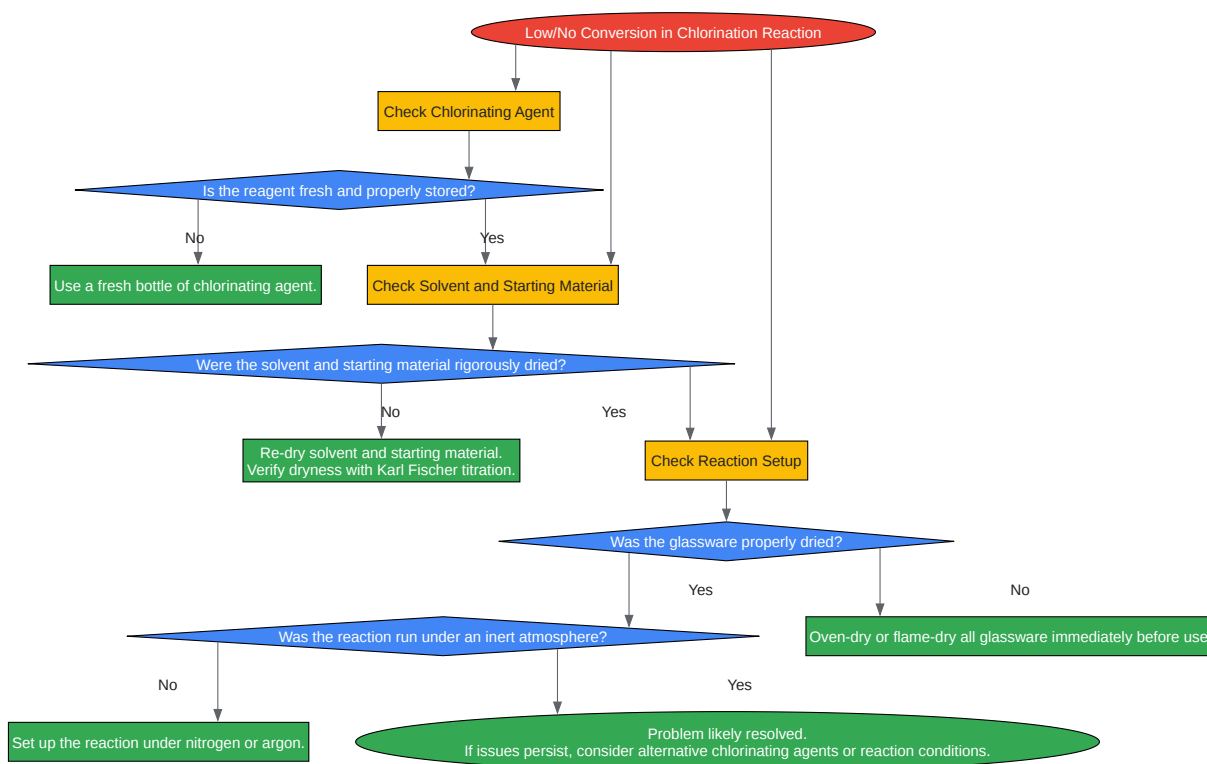 Low/No Conversion in Chlorination Reaction
Check Chlorinating Agent
Is the reagent fresh and properly stored?
No
Yes
Use a fresh bottle of chlorinating agent.
Check Solvent and Starting Material
Were the solvent and starting material rigorously dried?
No
Yes
Re-dry solvent and starting material.
Verify dryness with Karl Fischer titration.
Check Reaction Setup
Was the glassware properly dried?
Yes
No
Was the reaction run under an inert atmosphere?
Oven-dry or flame-dry all glassware immediately before use
No
Yes
Set up the reaction under nitrogen or argon.
Problem likely resolved.
If issues persist, consider alternative chlorinating agents or reaction conditions.